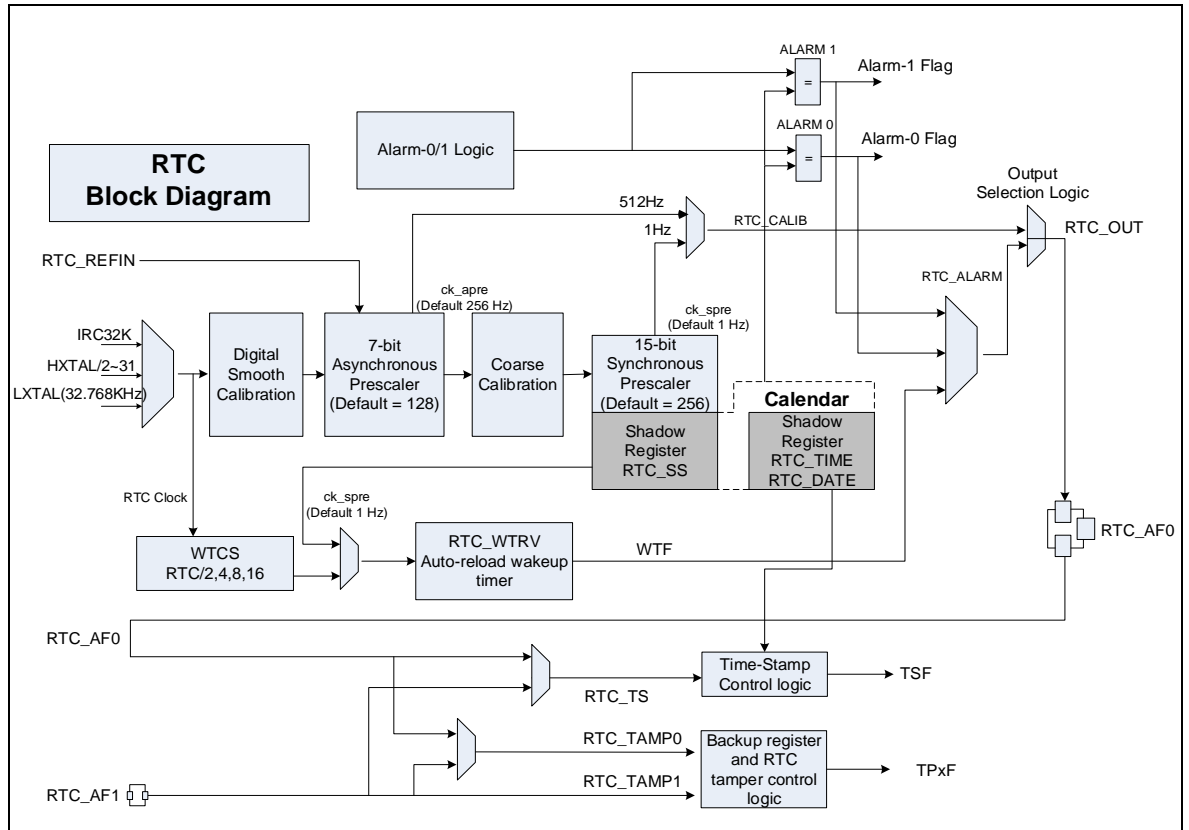 ALARM 1
Alarm-1 Flag
=
Alarm-0/1 Logic
ALARM 0
Alarm-0 Flag
=
RTC
Block Diagram
Output
Selection Logic
512Hz
1Hz
RTC_CALIB
RTC_OUT
RTC_REFIN
RTC_ALARM
ck_apre
(Default 256 Hz)
ck_spre
(Default 1 Hz)
IRC32K
HXTAL/2~31
LXTAL(32.768KHz)
Digital
Smooth
Calibration
7-bit
Asynchronous
Prescaler
(Default = 128)
Coarse
Calibration
15-bit
Synchronous
Prescaler
(Default = 256)
Calendar
Shadow
Register
RTC_SS
Shadow
Register
RTC_TIME
RTC_DATE
RTC Clock
ck_spre
(Default 1 Hz)
WTCS
RTC/2,4,8,16
RTC_WTRV
Auto-reload wakeup
timer
WTF
RTC_AF0
RTC_AF0
RTC_TS
Time-Stamp
Control logic
TSF
RTC_TAMP0
RTC_TAMP1
Backup register
and RTC
tamper control
logic
TPxF
RTC_AF1